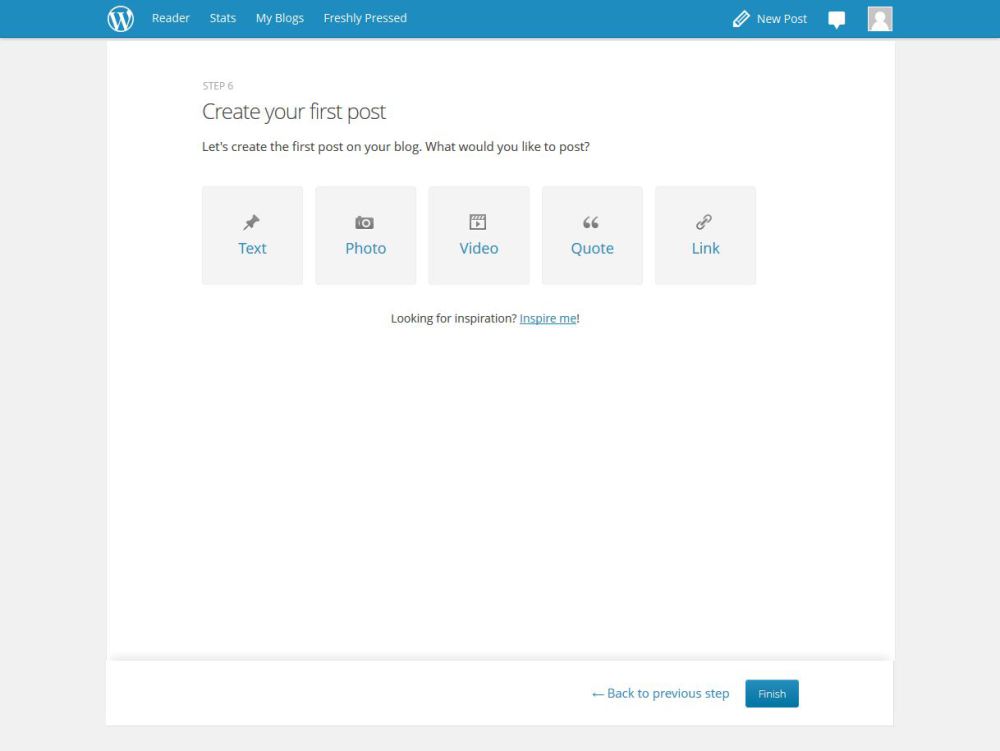 Reader Stats My Blogs Freshly Pressed New Post
STEP 6
Create your first post
Let's create the first post on your blog. What would you like to post?
Text Photo Video Quote Link
Looking for inspiration? Inspire me!
← Back to previous step Finish